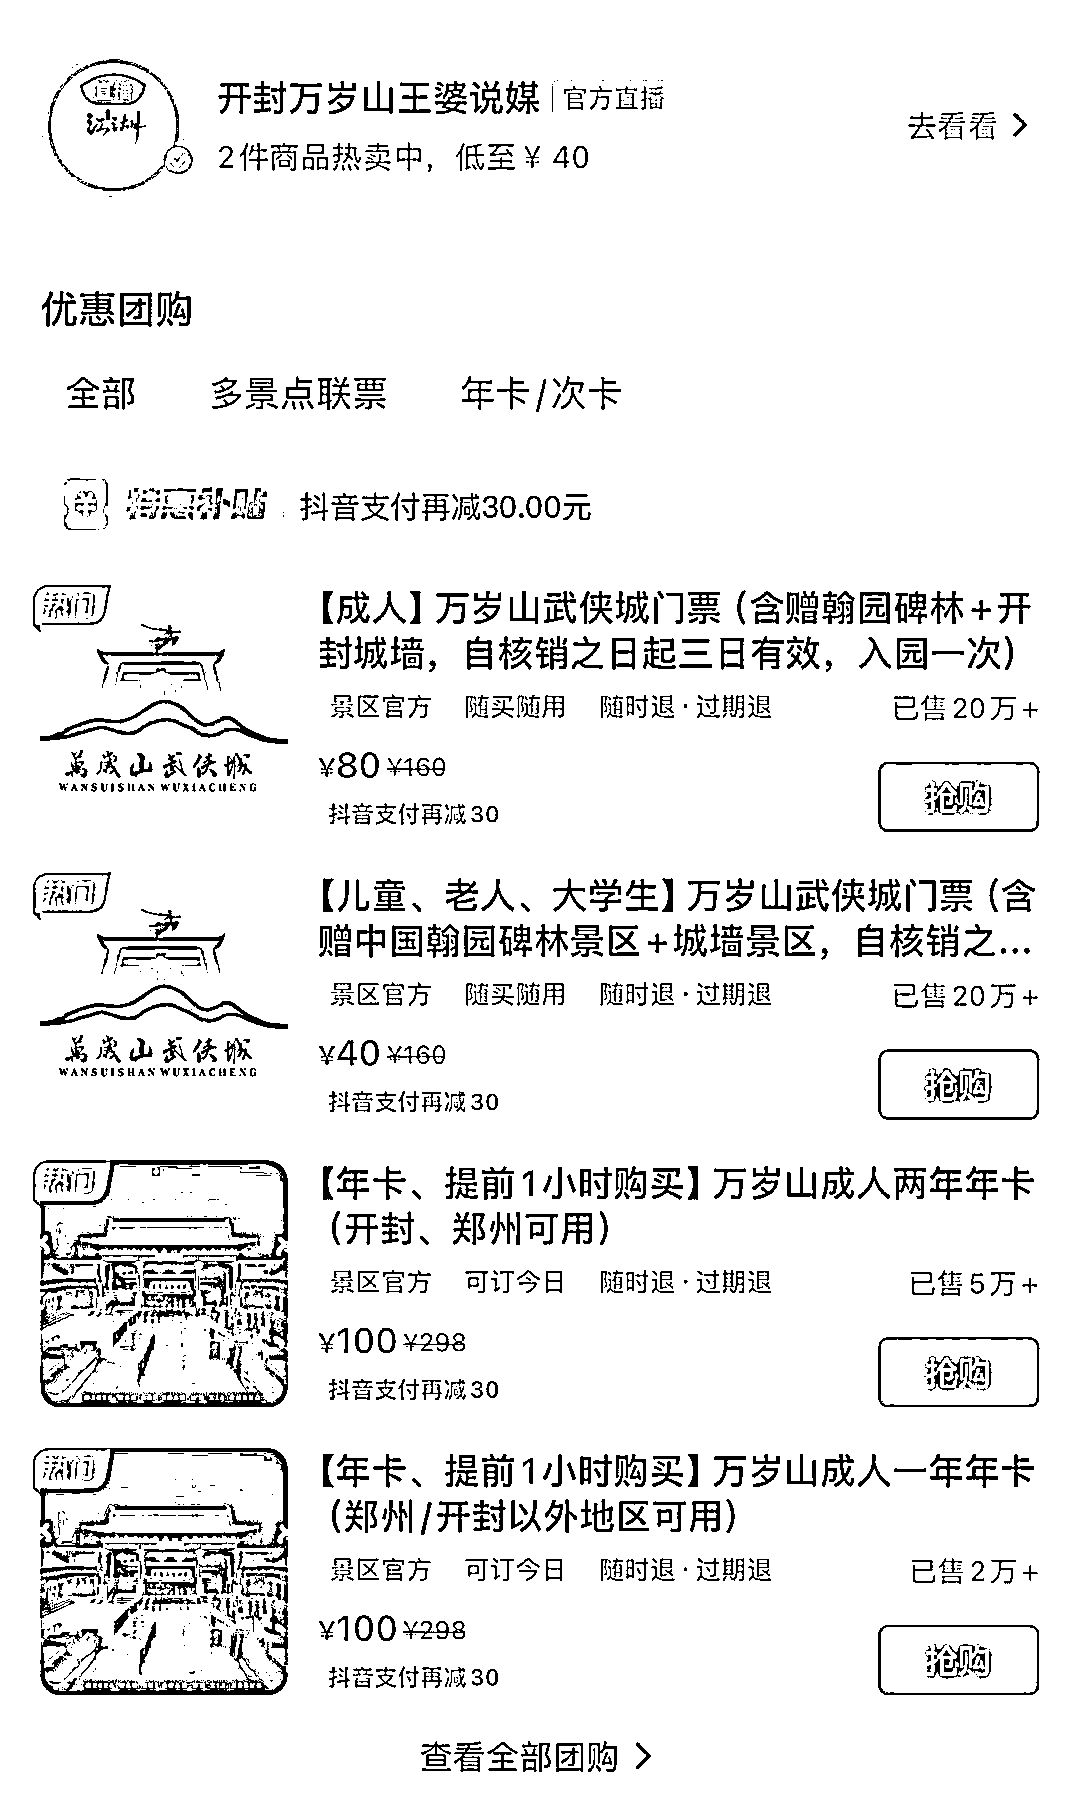 直播
开封万岁山王婆说媒 官方直播
2件商品热卖中，低至 ¥ 40
去看看
优惠团购
全部 多景点联票 年卡/次卡
特惠补贴 抖音支付再减30.00元
热门
萬歲山武侠城
WANSUISHAN WUXIACHENG
【成人】万岁山武侠城门票（含赠翰园碑林+开
封城墙，自核销之日起三日有效，入园一次）
景区官方 随买随用 随时退·过期退 已售20万+
¥80 ¥160
抖音支付再减30
抢购
热门
萬歲山武侠城
WANSUISHAN WUXIACHENG
【儿童、老人、大学生】万岁山武侠城门票（含
赠中国翰园碑林景区+城墙景区，自核销之...
景区官方 随买随用 随时退·过期退 已售20万+
¥40 ¥160
抖音支付再减30
抢购
热门
【年卡、提前1小时购买】万岁山成人两年年卡
（开封、郑州可用）
景区官方 可订今日 随时退·过期退 已售5万+
¥100 ¥298
抖音支付再减30
抢购
热门
【年卡、提前1小时购买】万岁山成人一年年卡
（郑州/开封以外地区可用）
景区官方 可订今日 随时退·过期退 已售2万+
¥100 ¥298
抖音支付再减30
抢购
查看全部团购